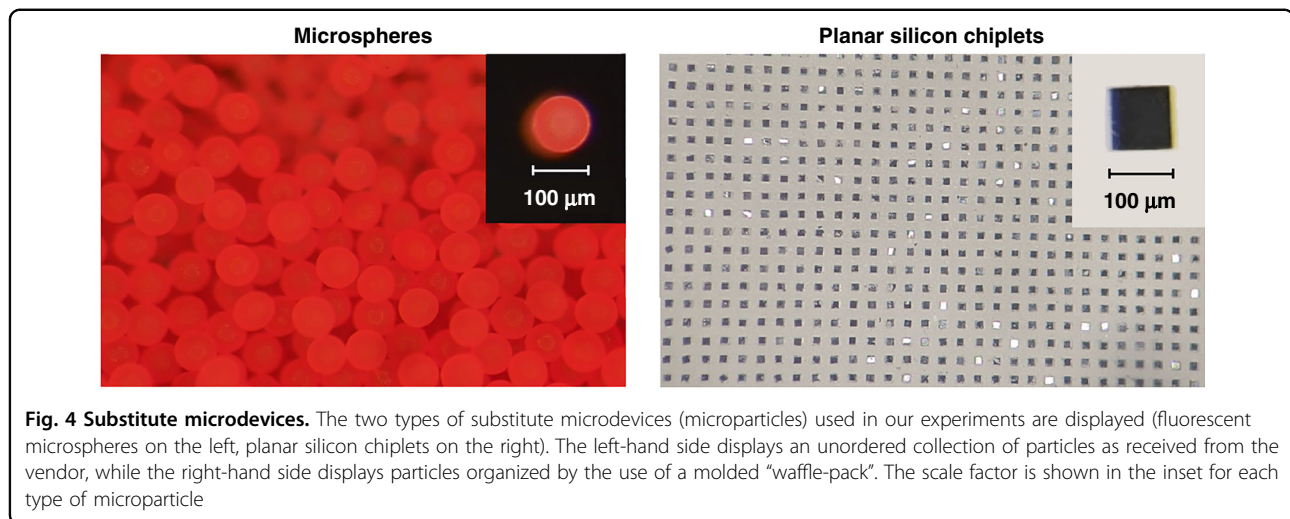 Microspheres
Planar silicon chiplets
100 μm
100 μm
Fig. 4 Substitute microdevices. The two types of substitute microdevices (microparticles) used in our experiments are displayed (fluorescent
microspheres on the left, planar silicon chiplets on the right). The left-hand side displays an unordered collection of particles as received from the
vendor, while the right-hand side displays particles organized by the use of a molded “waffle-pack”. The scale factor is shown in the inset for each
type of microparticle